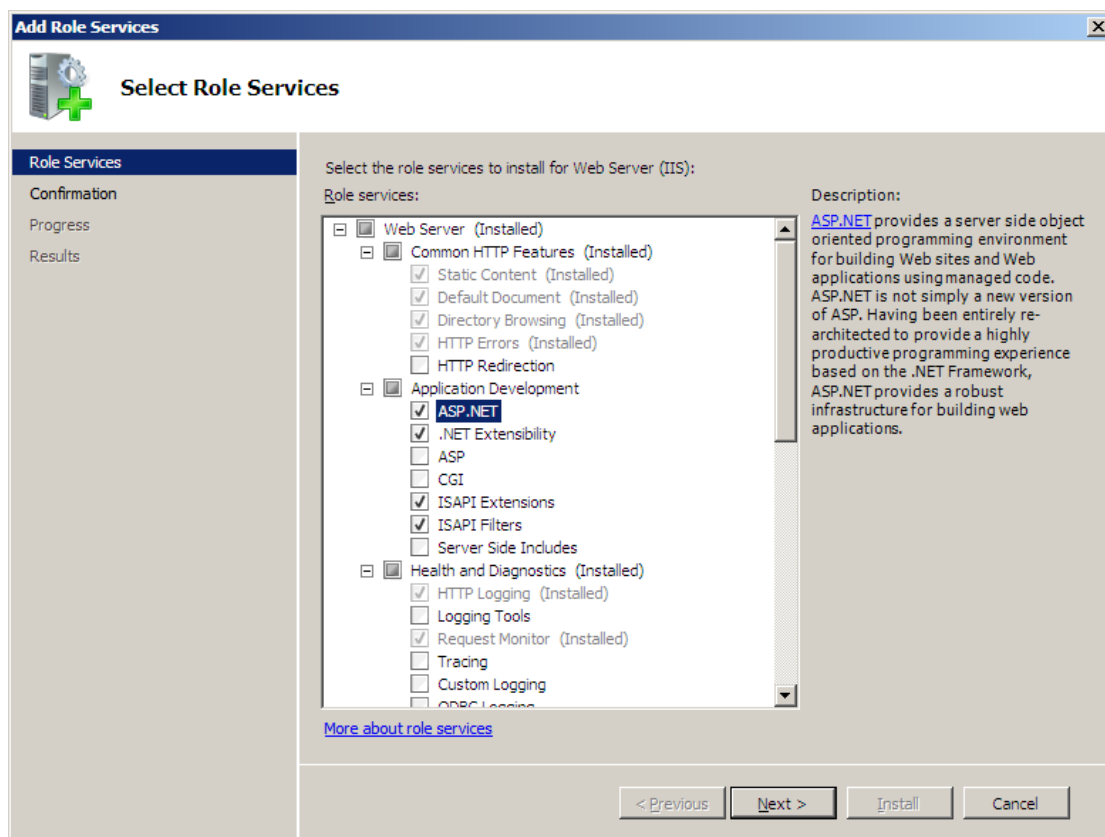 Add Role Services
Select Role Services
Role Services
Confirmation
Progress
Results
Select the role services to install for Web Server (IIS):
Role services:
Web Server (Installed)
Common HTTP Features (Installed)
Static Content (Installed)
Default Document (Installed)
Directory Browsing (Installed)
HTTP Errors (Installed)
HTTP Redirection
Application Development
ASP.NET
.NET Extensibility
ASP
CGI
ISAPI Extensions
ISAPI Filters
Server Side Includes
Health and Diagnostics (Installed)
HTTP Logging (Installed)
Logging Tools
Request Monitor (Installed)
Tracing
Custom Logging
ODBC Logging
More about role services
Description:
ASP.NET provides a server side object
oriented programming environment
for building Web sites and Web
applications using managed code.
ASP.NET is not simply a new version
of ASP. Having been entirely re-
architected to provide a highly
productive programming experience
based on the .NET Framework,
ASP.NET provides a robust
infrastructure for building web
applications.
< Previous
Next >
Install
Cancel